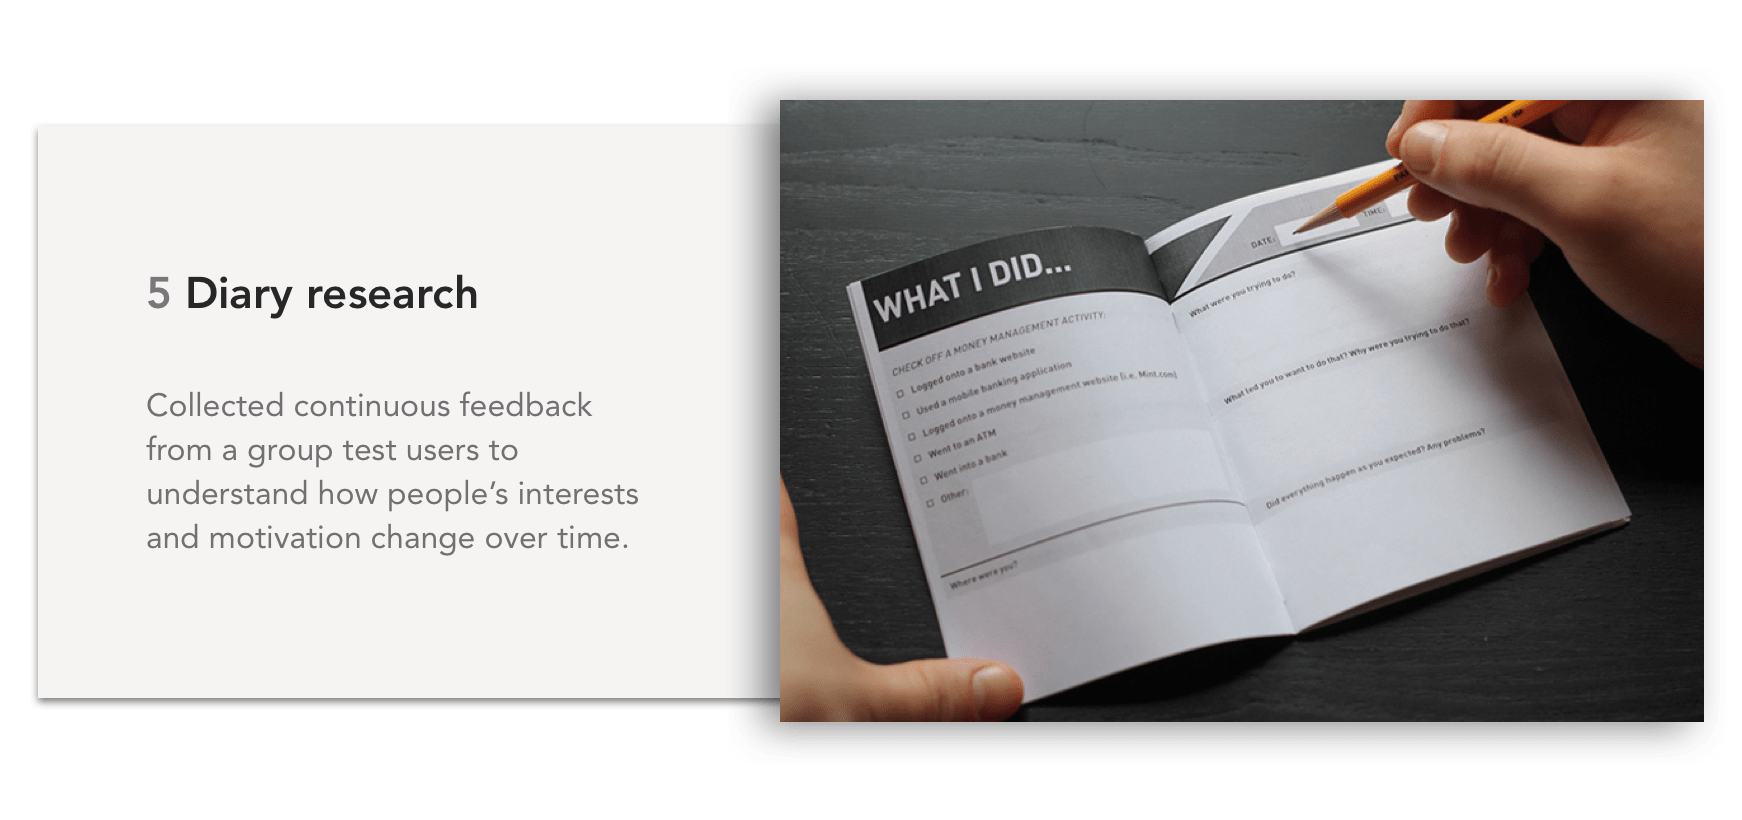 5 Diary research
Collected continuous feedback
from a group test users to
understand how people’s interests
and motivation change over time.
WHAT I DID...
CHECK OFF A MONEY MANAGEMENT ACTIVITY:
Logged onto a bank website
Used a mobile banking application
Logged onto a money management website (i.e. Mint.com)
Went to an ATM
Went into a bank
Other:
Where were you?
DATE:
TIME:
What were you trying to do?
What led you to want to do that? Why were you trying to do that?
Did everything happen as you expected? Any problems?